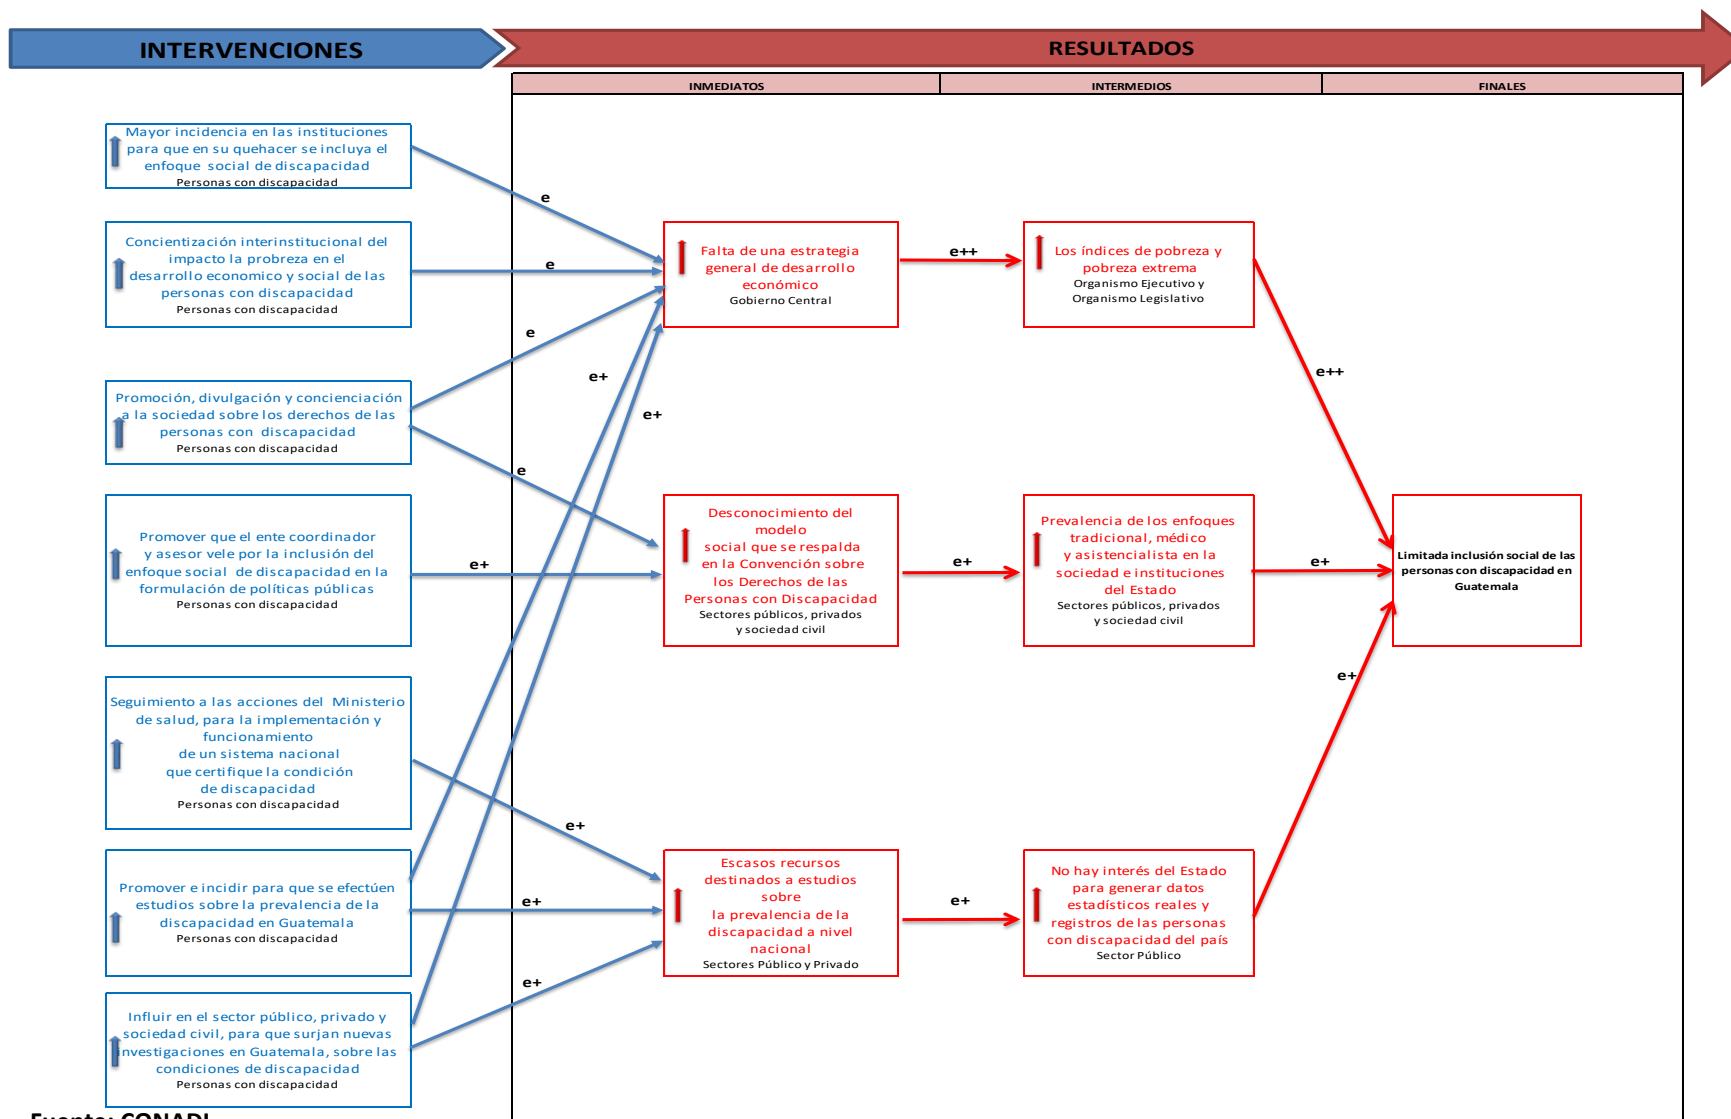 INTERVENCIONES
RESULTADOS
INMEDIATOS
INTERMEDIOS
FINALES
Mayor incidencia en las instituciones
para que en su quehacer se incluya el
enfoque social de discapacidad
Personas con discapacidad
Concientización interinstitucional del
impacto la probreza en el
desarrollo economico y social de las
personas con discapacidad
Personas con discapacidad
Promoción, divulgación y concienciación
a la sociedad sobre los derechos de las
personas con discapacidad
Personas con discapacidad
Promover que el ente coordinador
y asesor vele por la inclusión del
enfoque social de discapacidad en la
formulación de políticas públicas
Personas con discapacidad
Seguimiento a las acciones del Ministerio
de salud, para la implementación y
funcionamiento
de un sistema nacional
que certifique la condición
de discapacidad
Personas con discapacidad
Promover e incidir para que se efectúen
estudios sobre la prevalencia de la
discapacidad en Guatemala
Personas con discapacidad
Influir en el sector público, privado y
sociedad civil, para que surjan nuevas
investigaciones en Guatemala, sobre las
condiciones de discapacidad
Personas con discapacidad
e
e
e
e+
e+
e
e+
e+
e+
e+
Falta de una estrategia
general de desarrollo
económico
Gobierno Central
Desconocimiento del
modelo
social que se respalda
en la Convención sobre
los Derechos de las
Personas con Discapacidad
Sectores públicos, privados
y sociedad civil
Escasos recursos
destinados a estudios
sobre
la prevalencia de la
discapacidad a nivel
nacional
Sectores Público y Privado
e++
e+
e+
Los índices de pobreza y
pobreza extrema
Organismo Ejecutivo y
Organismo Legislativo
Prevalencia de los enfoques
tradicional, médico
y asistencialista en la
sociedad e instituciones
del Estado
Sectores públicos, privados
y sociedad civil
No hay interés del Estado
para generar datos
estadísticos reales y
registros de las personas
con discapacidad del país
Sector Público
e++
e+
e+
Limitada inclusión social de las
personas con discapacidad en
Guatemala
Fuente: CONADI